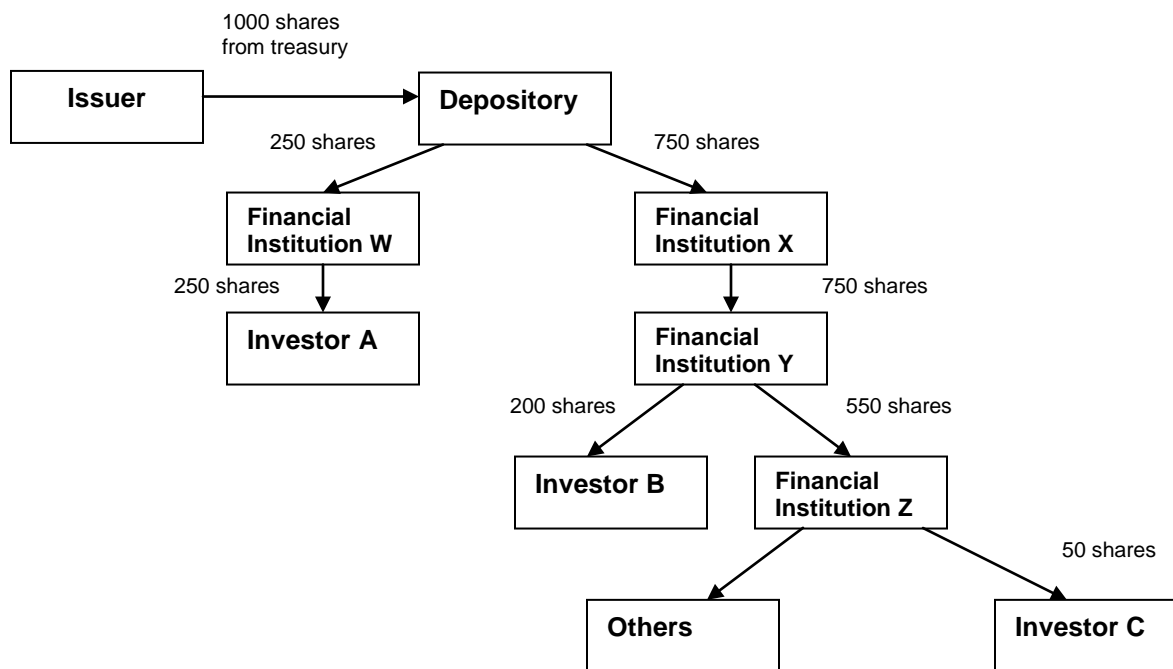 1000 shares
from treasury
Issuer
Depository
250 shares
750 shares
Financial
Institution W
Financial
Institution X
250 shares
750 shares
Investor A
Financial
Institution Y
200 shares
550 shares
Investor B
Financial
Institution Z
50 shares
Others
Investor C